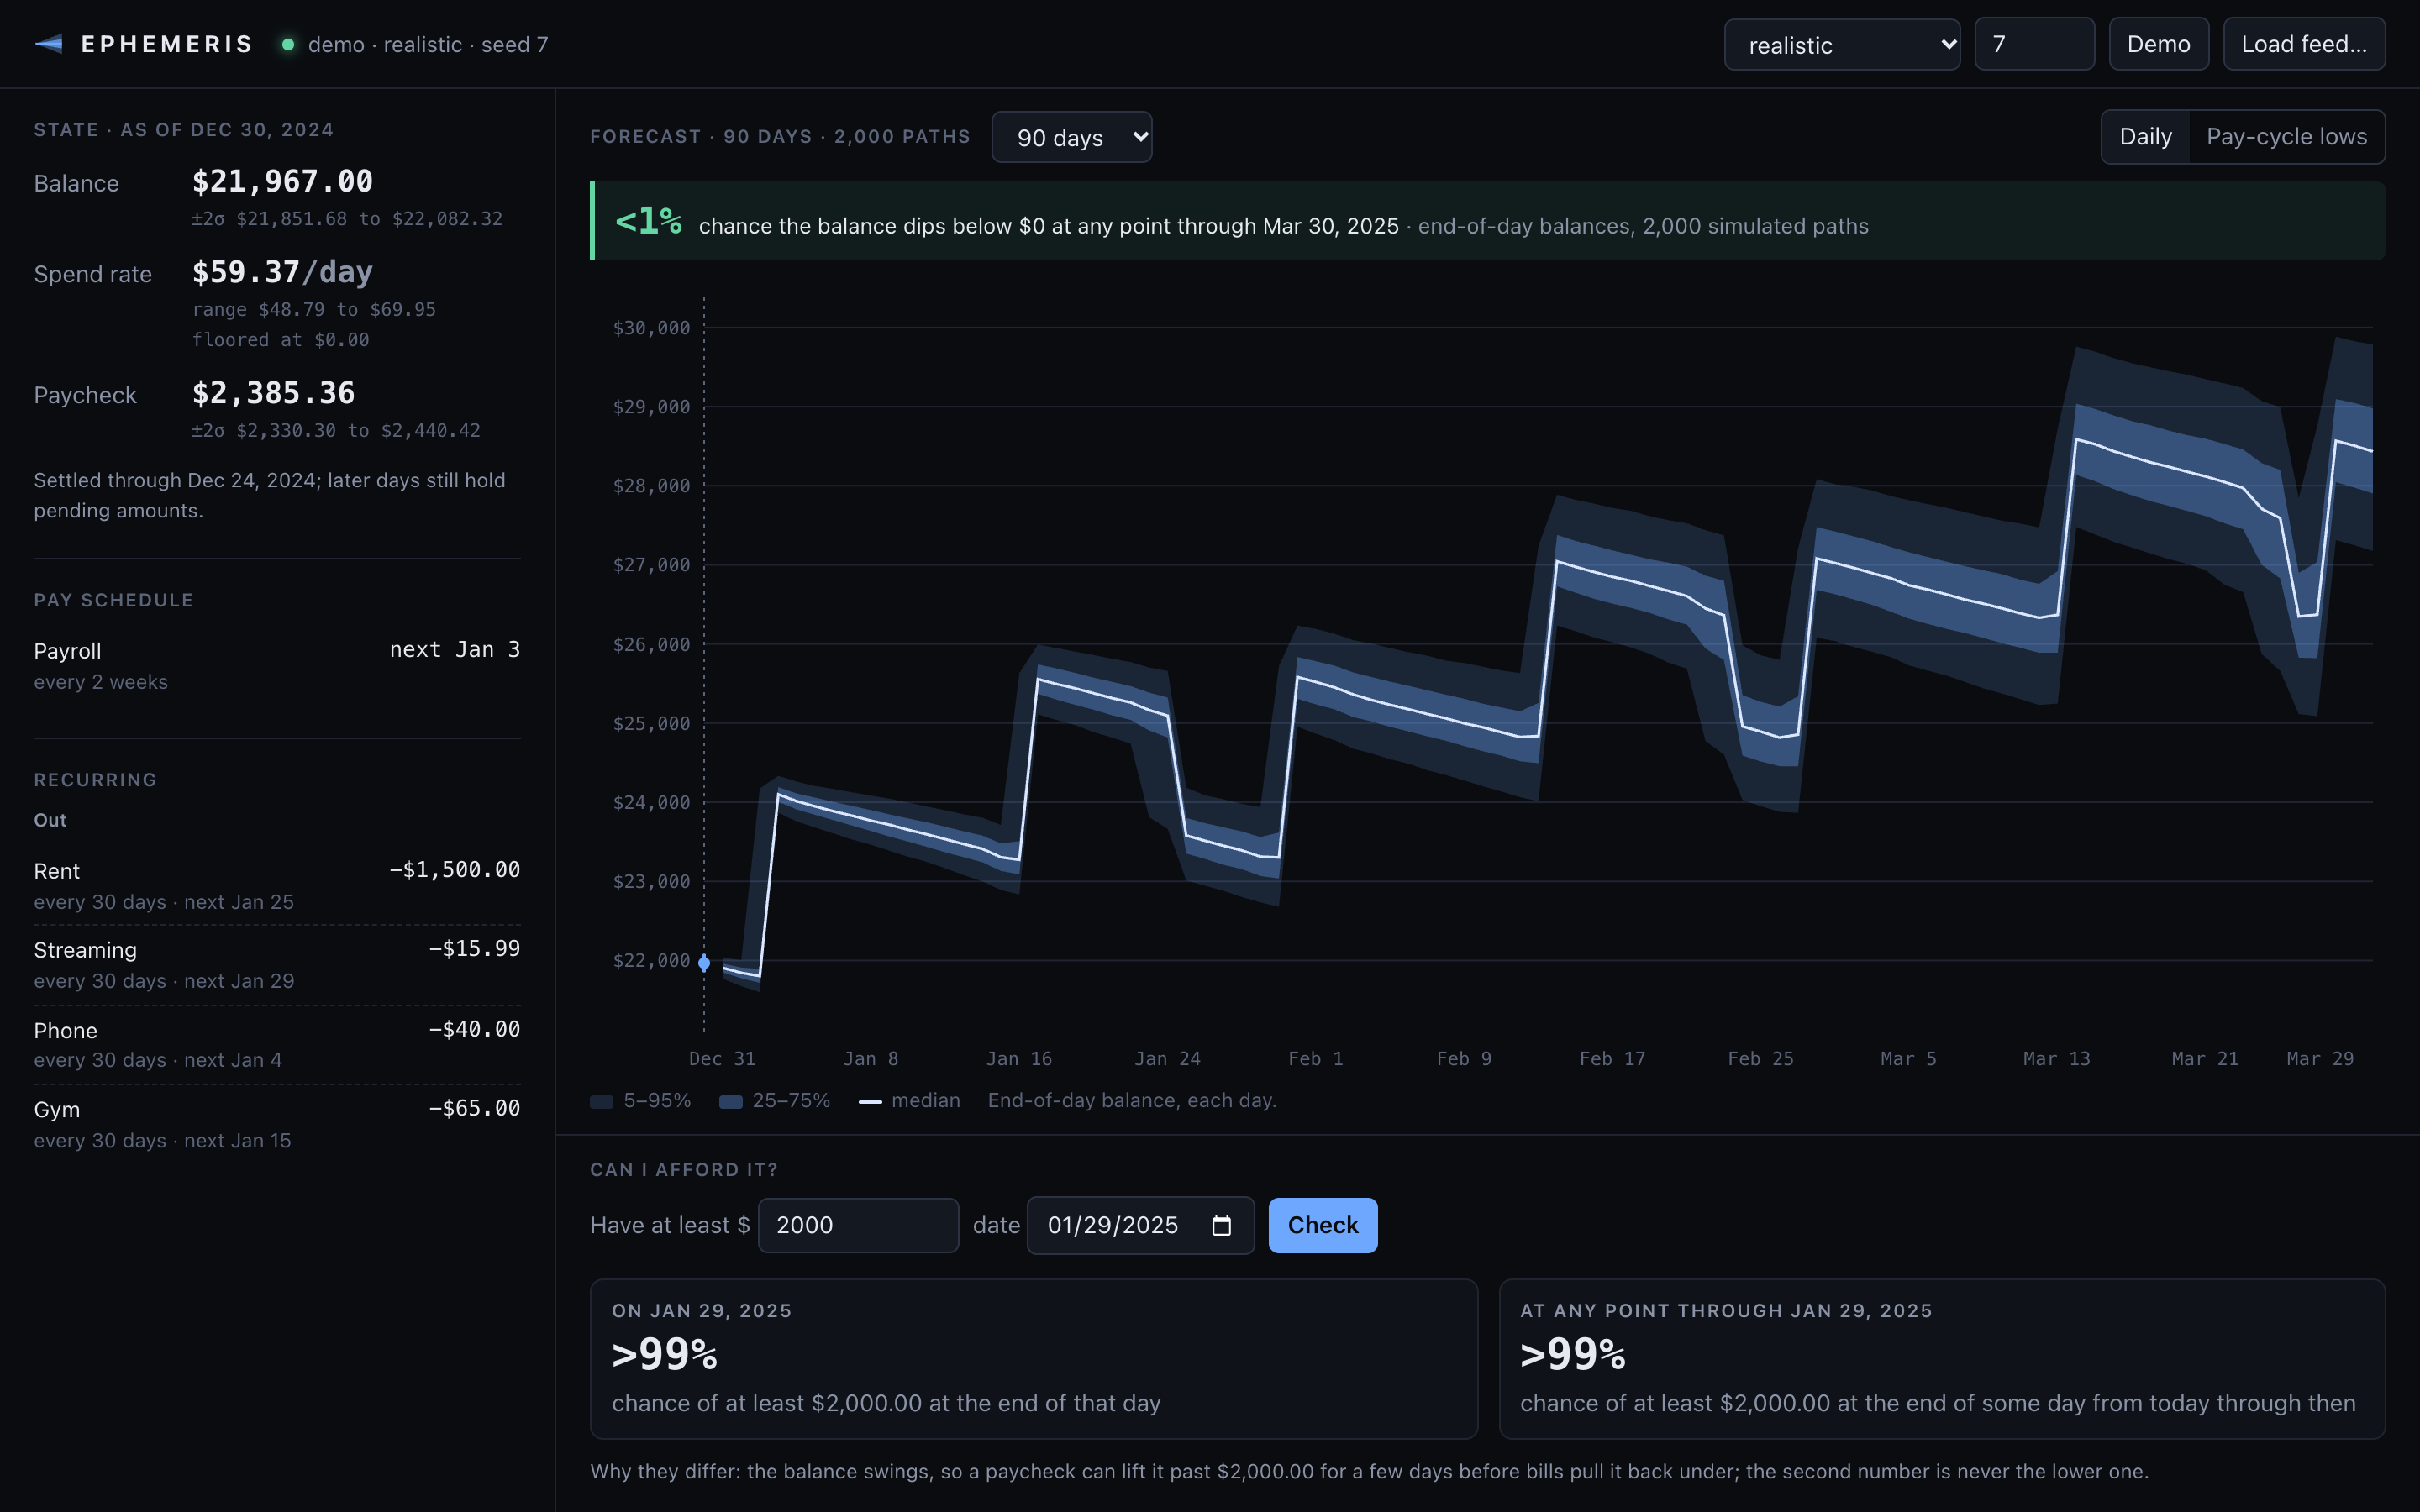 EPHEMERIS
demo · realistic · seed 7
realistic
7
Demo
Load feed...
STATE · AS OF DEC 30, 2024
Balance
$21,967.00
±2σ $21,851.68 to $22,082.32
Spend rate
$59.37/day
range $48.79 to $69.95
floored at $0.00
Paycheck
$2,385.36
±2σ $2,330.30 to $2,440.42
Settled through Dec 24, 2024; later days still hold
pending amounts.
PAY SCHEDULE
Payroll
next Jan 3
every 2 weeks
RECURRING
Out
Rent
−$1,500.00
every 30 days · next Jan 25
Streaming
−$15.99
every 30 days · next Jan 29
Phone
−$40.00
every 30 days · next Jan 4
Gym
−$65.00
every 30 days · next Jan 15
FORECAST · 90 DAYS · 2,000 PATHS
90 days
Daily
Pay-cycle lows
<1% chance the balance dips below $0 at any point through Mar 30, 2025 · end-of-day balances, 2,000 simulated paths
$30,000
$29,000
$28,000
$27,000
$26,000
$25,000
$24,000
$23,000
$22,000
Dec 31
Jan 8
Jan 16
Jan 24
Feb 1
Feb 9
Feb 17
Feb 25
Mar 5
Mar 13
Mar 21
Mar 29
5–95%
25–75%
median
End-of-day balance, each day.
CAN I AFFORD IT?
Have at least $
2000
date
01/29/2025
Check
ON JAN 29, 2025
>99%
chance of at least $2,000.00 at the end of that day
AT ANY POINT THROUGH JAN 29, 2025
>99%
chance of at least $2,000.00 at the end of some day from today through then
Why they differ: the balance swings, so a paycheck can lift it past $2,000.00 for a few days before bills pull it back under; the second number is never the lower one.